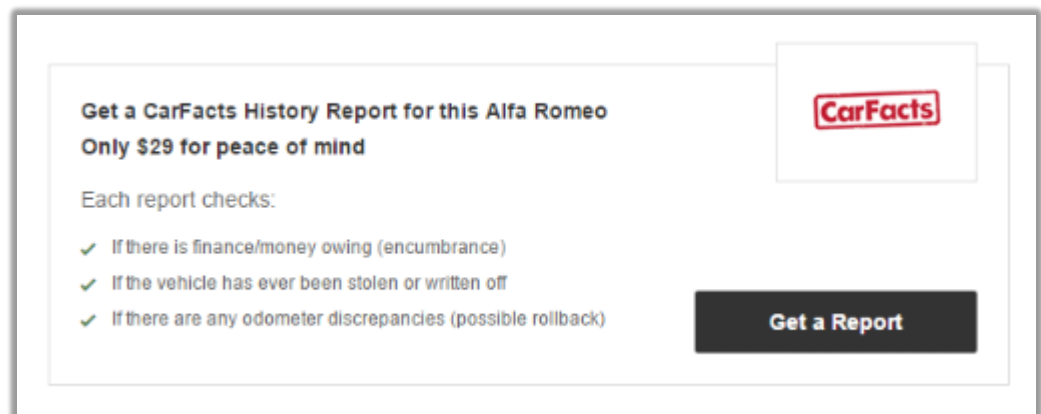 Get a CarFacts History Report for this Alfa Romeo
Only $29 for peace of mind
CarFacts
Each report checks:
If there is finance/money owing (encumbrance)
If the vehicle has ever been stolen or written off
If there are any odometer discrepancies (possible rollback)
Get a Report